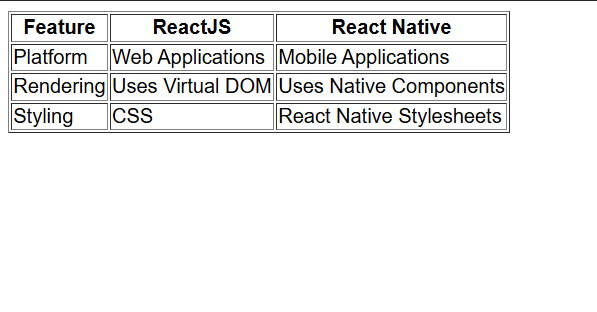 Feature ReactJS React Native
Platform Web Applications Mobile Applications
Rendering Uses Virtual DOM Uses Native Components
Styling CSS React Native Stylesheets